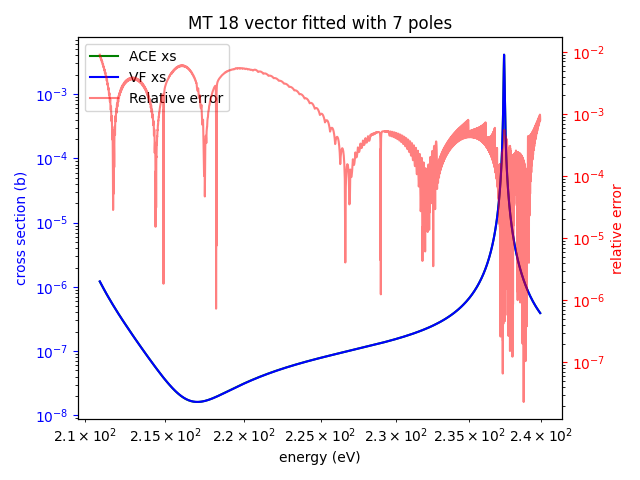 MT 18 vector fitted with 7 poles
ACE xs
VF xs
Relative error
cross section (b)
10⁻³
10⁻⁴
10⁻⁵
10⁻⁶
10⁻⁷
10⁻⁸
10⁻²
10⁻³
10⁻⁴
10⁻⁵
10⁻⁶
10⁻⁷
relative error
2.1 × 10² 2.15 × 10² 2.2 × 10² 2.25 × 10² 2.3 × 10² 2.35 × 10² 2.4 × 10²
energy (eV)